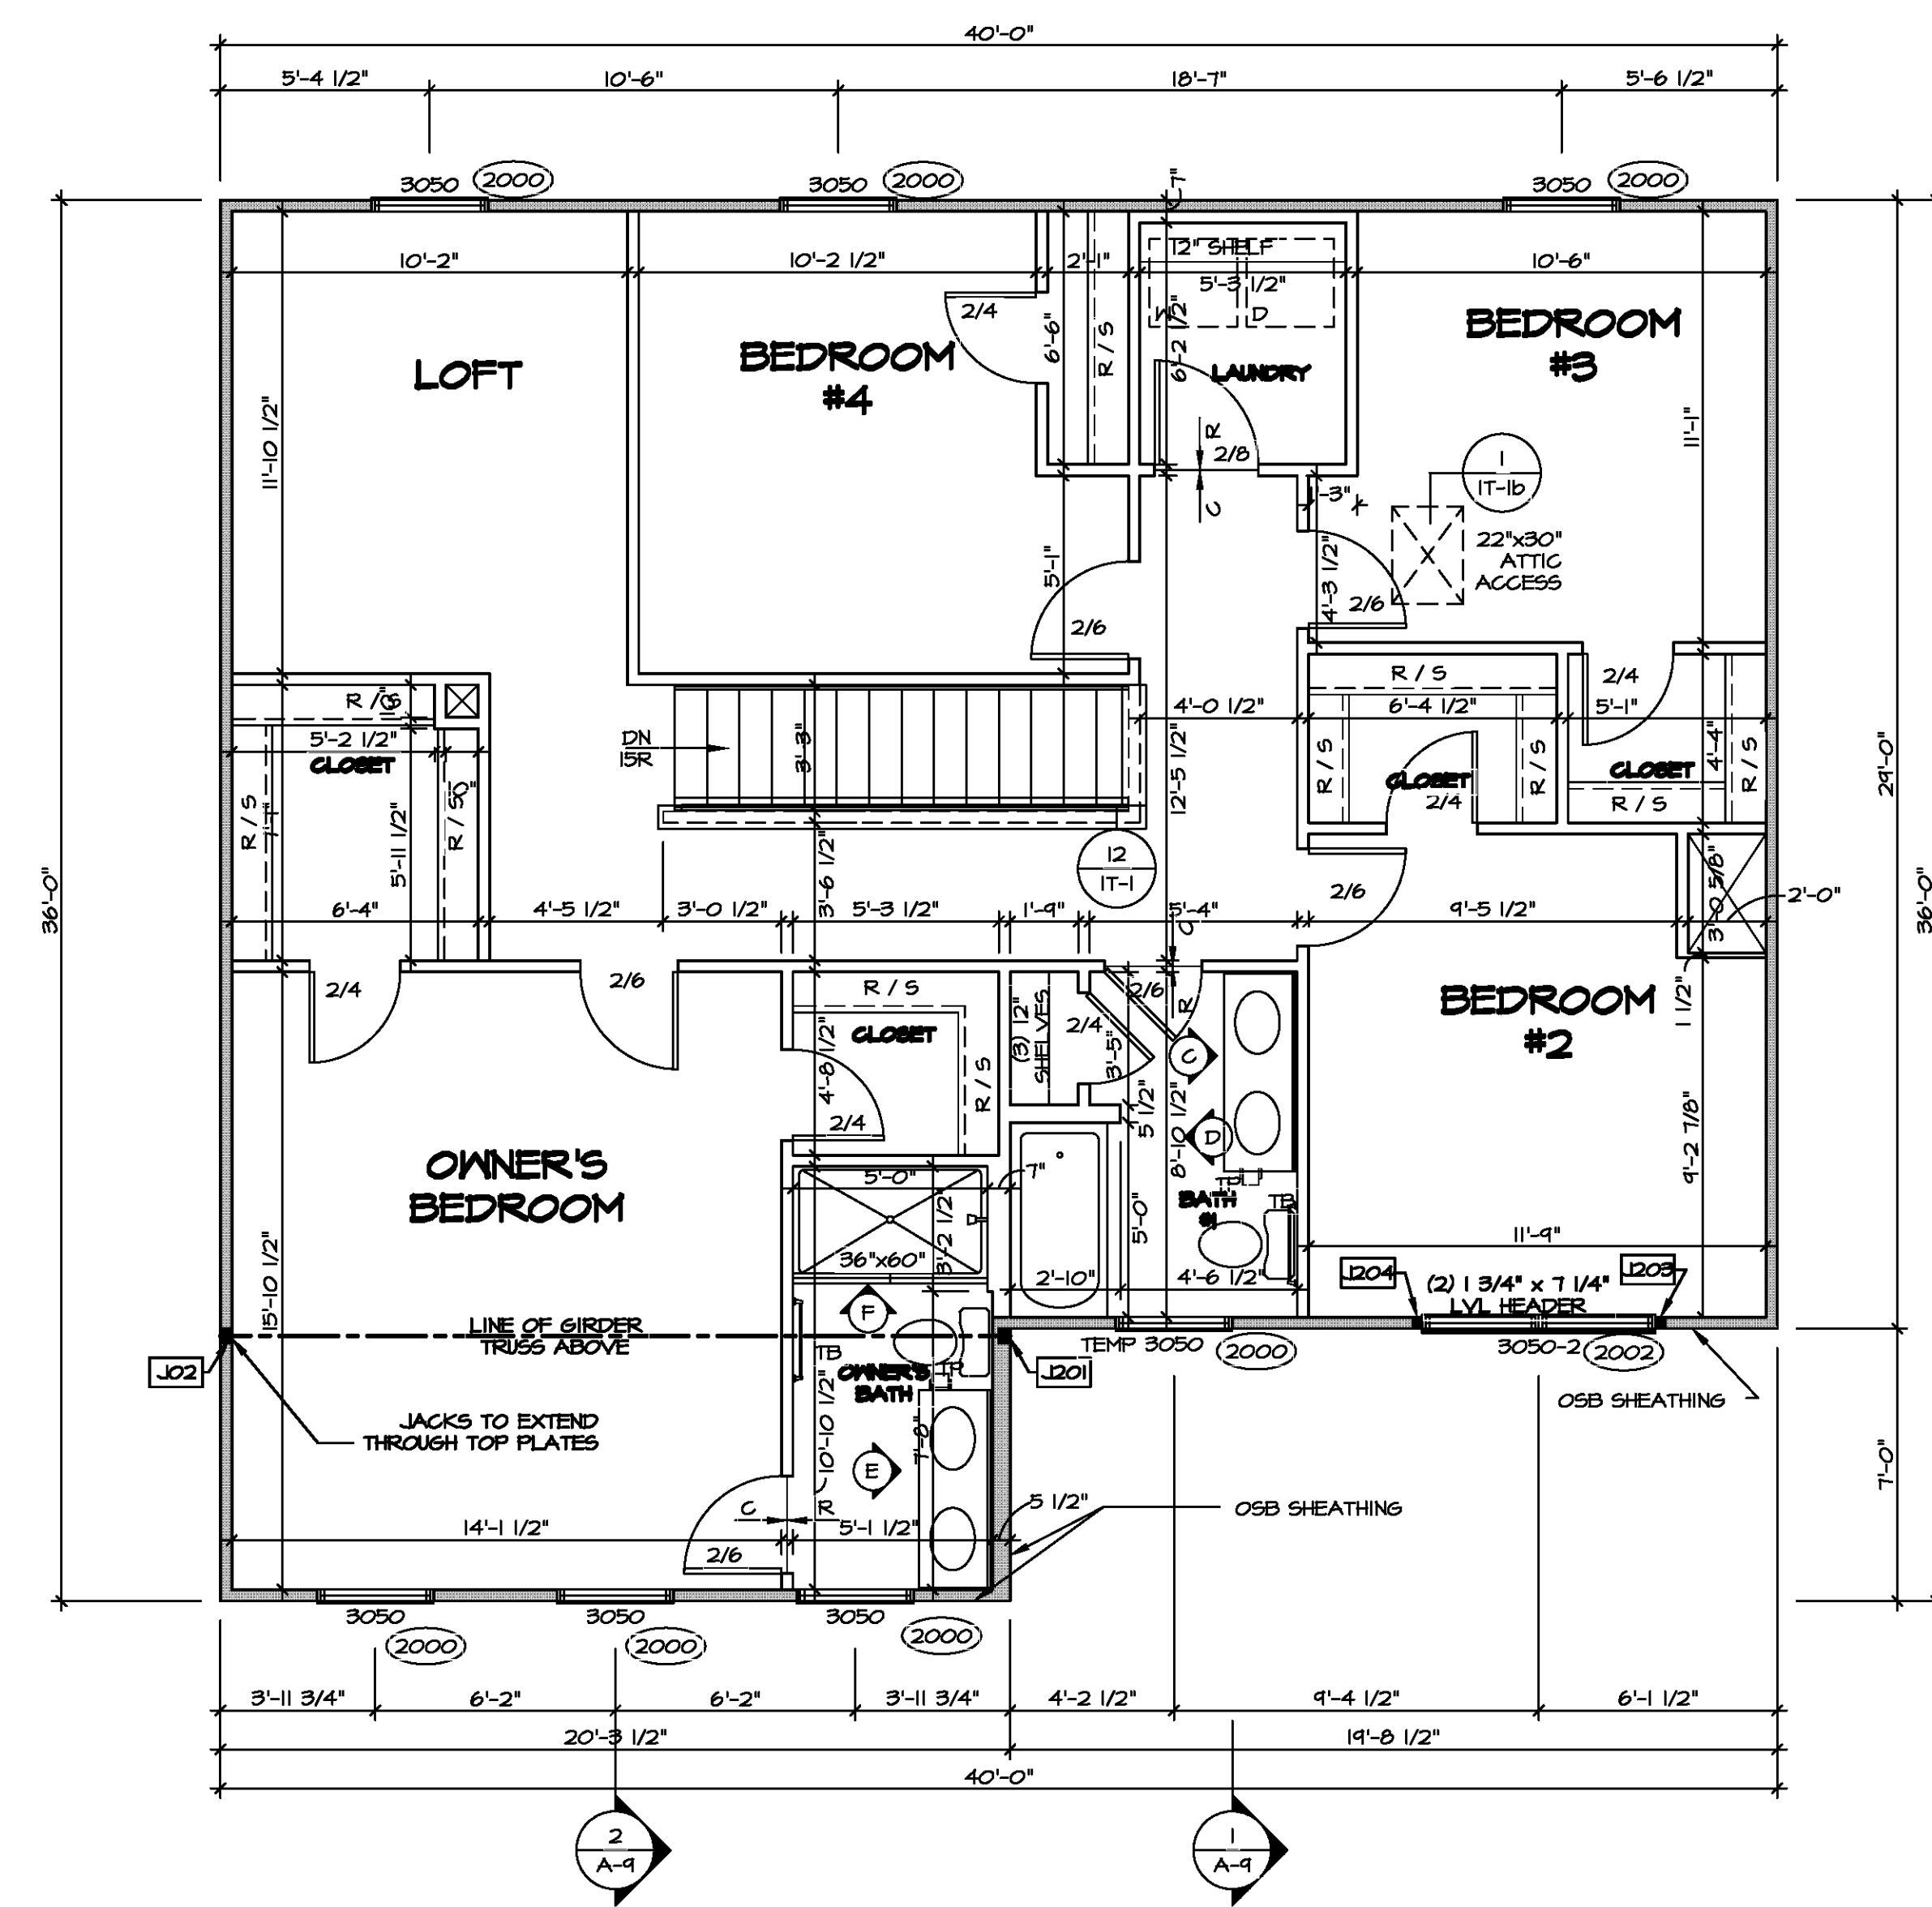 40'-0"
5'-4 1/2" 10'-6" 18'-7" 5'-6 1/2"
3050 2000 3050 2000 7" 3050 2000
12" SHELF
10'-2" 10'-2 1/2" 2'-1" 10'-6"
5'-3 1/2"
2/4 W D
BEDROOM
#3
LOFT
BEDROOM
#4
6'-6"
R / S
6'-2 1/2"
LAUNDRY
11'-10 1/2"
11'-1"
R
2/8
C
1'-3"
1
1T-1b
22"x30"
ATTIC
ACCESS
5'-1"
4'-3 1/2"
2/6
2/6
R / S
R / S
2/4
4'-0 1/2" 6'-4 1/2" 5'-1"
5'-2 1/2"
CLOSET
DN
15R
3'-3"
12'-5 1/2"
4'-4"
R / S
R / S
R / S
CLOSET
2/4
CLOSET
R / S
29'-0"
R / S
R / S
5'-11 1/2"
12
1T-1
3'-6 1/2"
2/6
3'-0 5/8"
2'-0"
36'-0"
36'-0"
6'-4" 4'-5 1/2" 3'-0 1/2" 5'-3 1/2" 1'-9" 5'-4" 9'-5 1/2"
C
2/4 2/6 R / S 2/6
R
CLOSET
(3) 12"
SHELVES
2/4
3'-5"
C
BEDROOM
#2
1 1/2"
4'-8 1/2"
R / S
2/4
5 1/2"
8'-10 1/2"
D
9'-2 7/8"
OWNER'S
BEDROOM
5'-0"
7"
TP
BATH
#1
TB
3'-2 1/2"
5'-0"
36"x60"
15'-10 1/2"
11'-9"
2'-10" 4'-6 1/2"
J204
(2) 1 3/4" x 7 1/4"
LVL HEADER
J203
F
LINE OF GIRDER
TRUSS ABOVE
TEMP 3050 2000 3050-2 2002
J02
TB
TP
OWNER'S
BATH
J201
OSB SHEATHING
JACKS TO EXTEND
THROUGH TOP PLATES
10'-10 1/2"
7'-8"
E
7'-0"
C R
5 1/2"
OSB SHEATHING
14'-1 1/2" 5'-1 1/2"
2/6
3050 3050 3050
2000 2000 2000
3'-11 3/4" 6'-2" 6'-2" 3'-11 3/4" 4'-2 1/2" 9'-4 1/2" 6'-1 1/2"
20'-3 1/2" 19'-8 1/2"
40'-0"
2
A-9
1
A-9